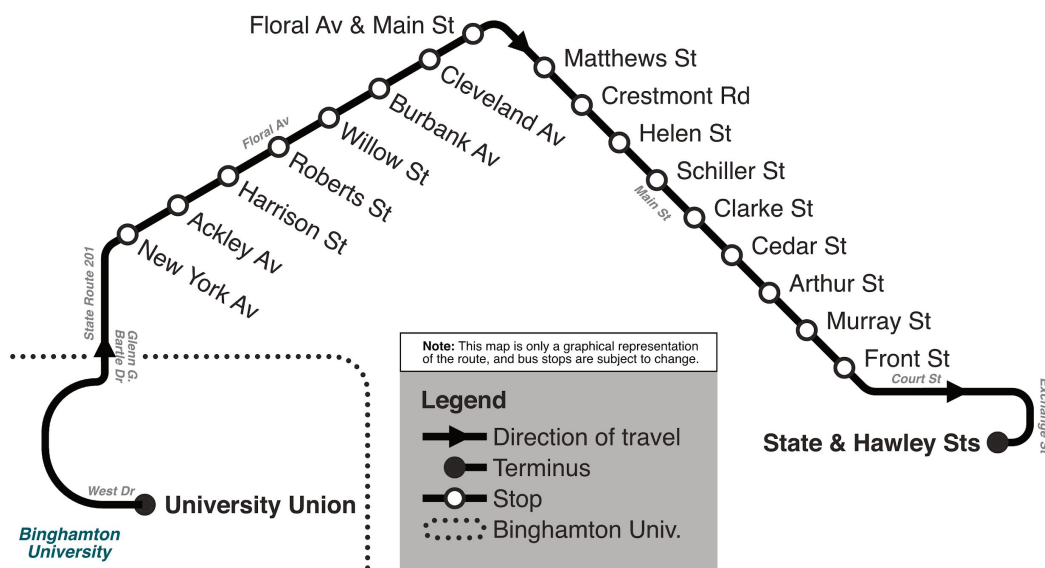 Floral Av & Main St
Cleveland Av
Burbank Av
Willow St
Roberts St
Harrison St
Ackley Av
New York Av
Floral Av
State Route 201
Glenn G.
Bartle Dr
West Dr
University Union
Binghamton
University
Matthews St
Crestmont Rd
Helen St
Schiller St
Main St
Clarke St
Cedar St
Arthur St
Murray St
Front St
Court St
Exchange St
State & Hawley Sts
Note: This map is only a graphical representation
of the route, and bus stops are subject to change.
Legend
Direction of travel
Terminus
Stop
Binghamton Univ.